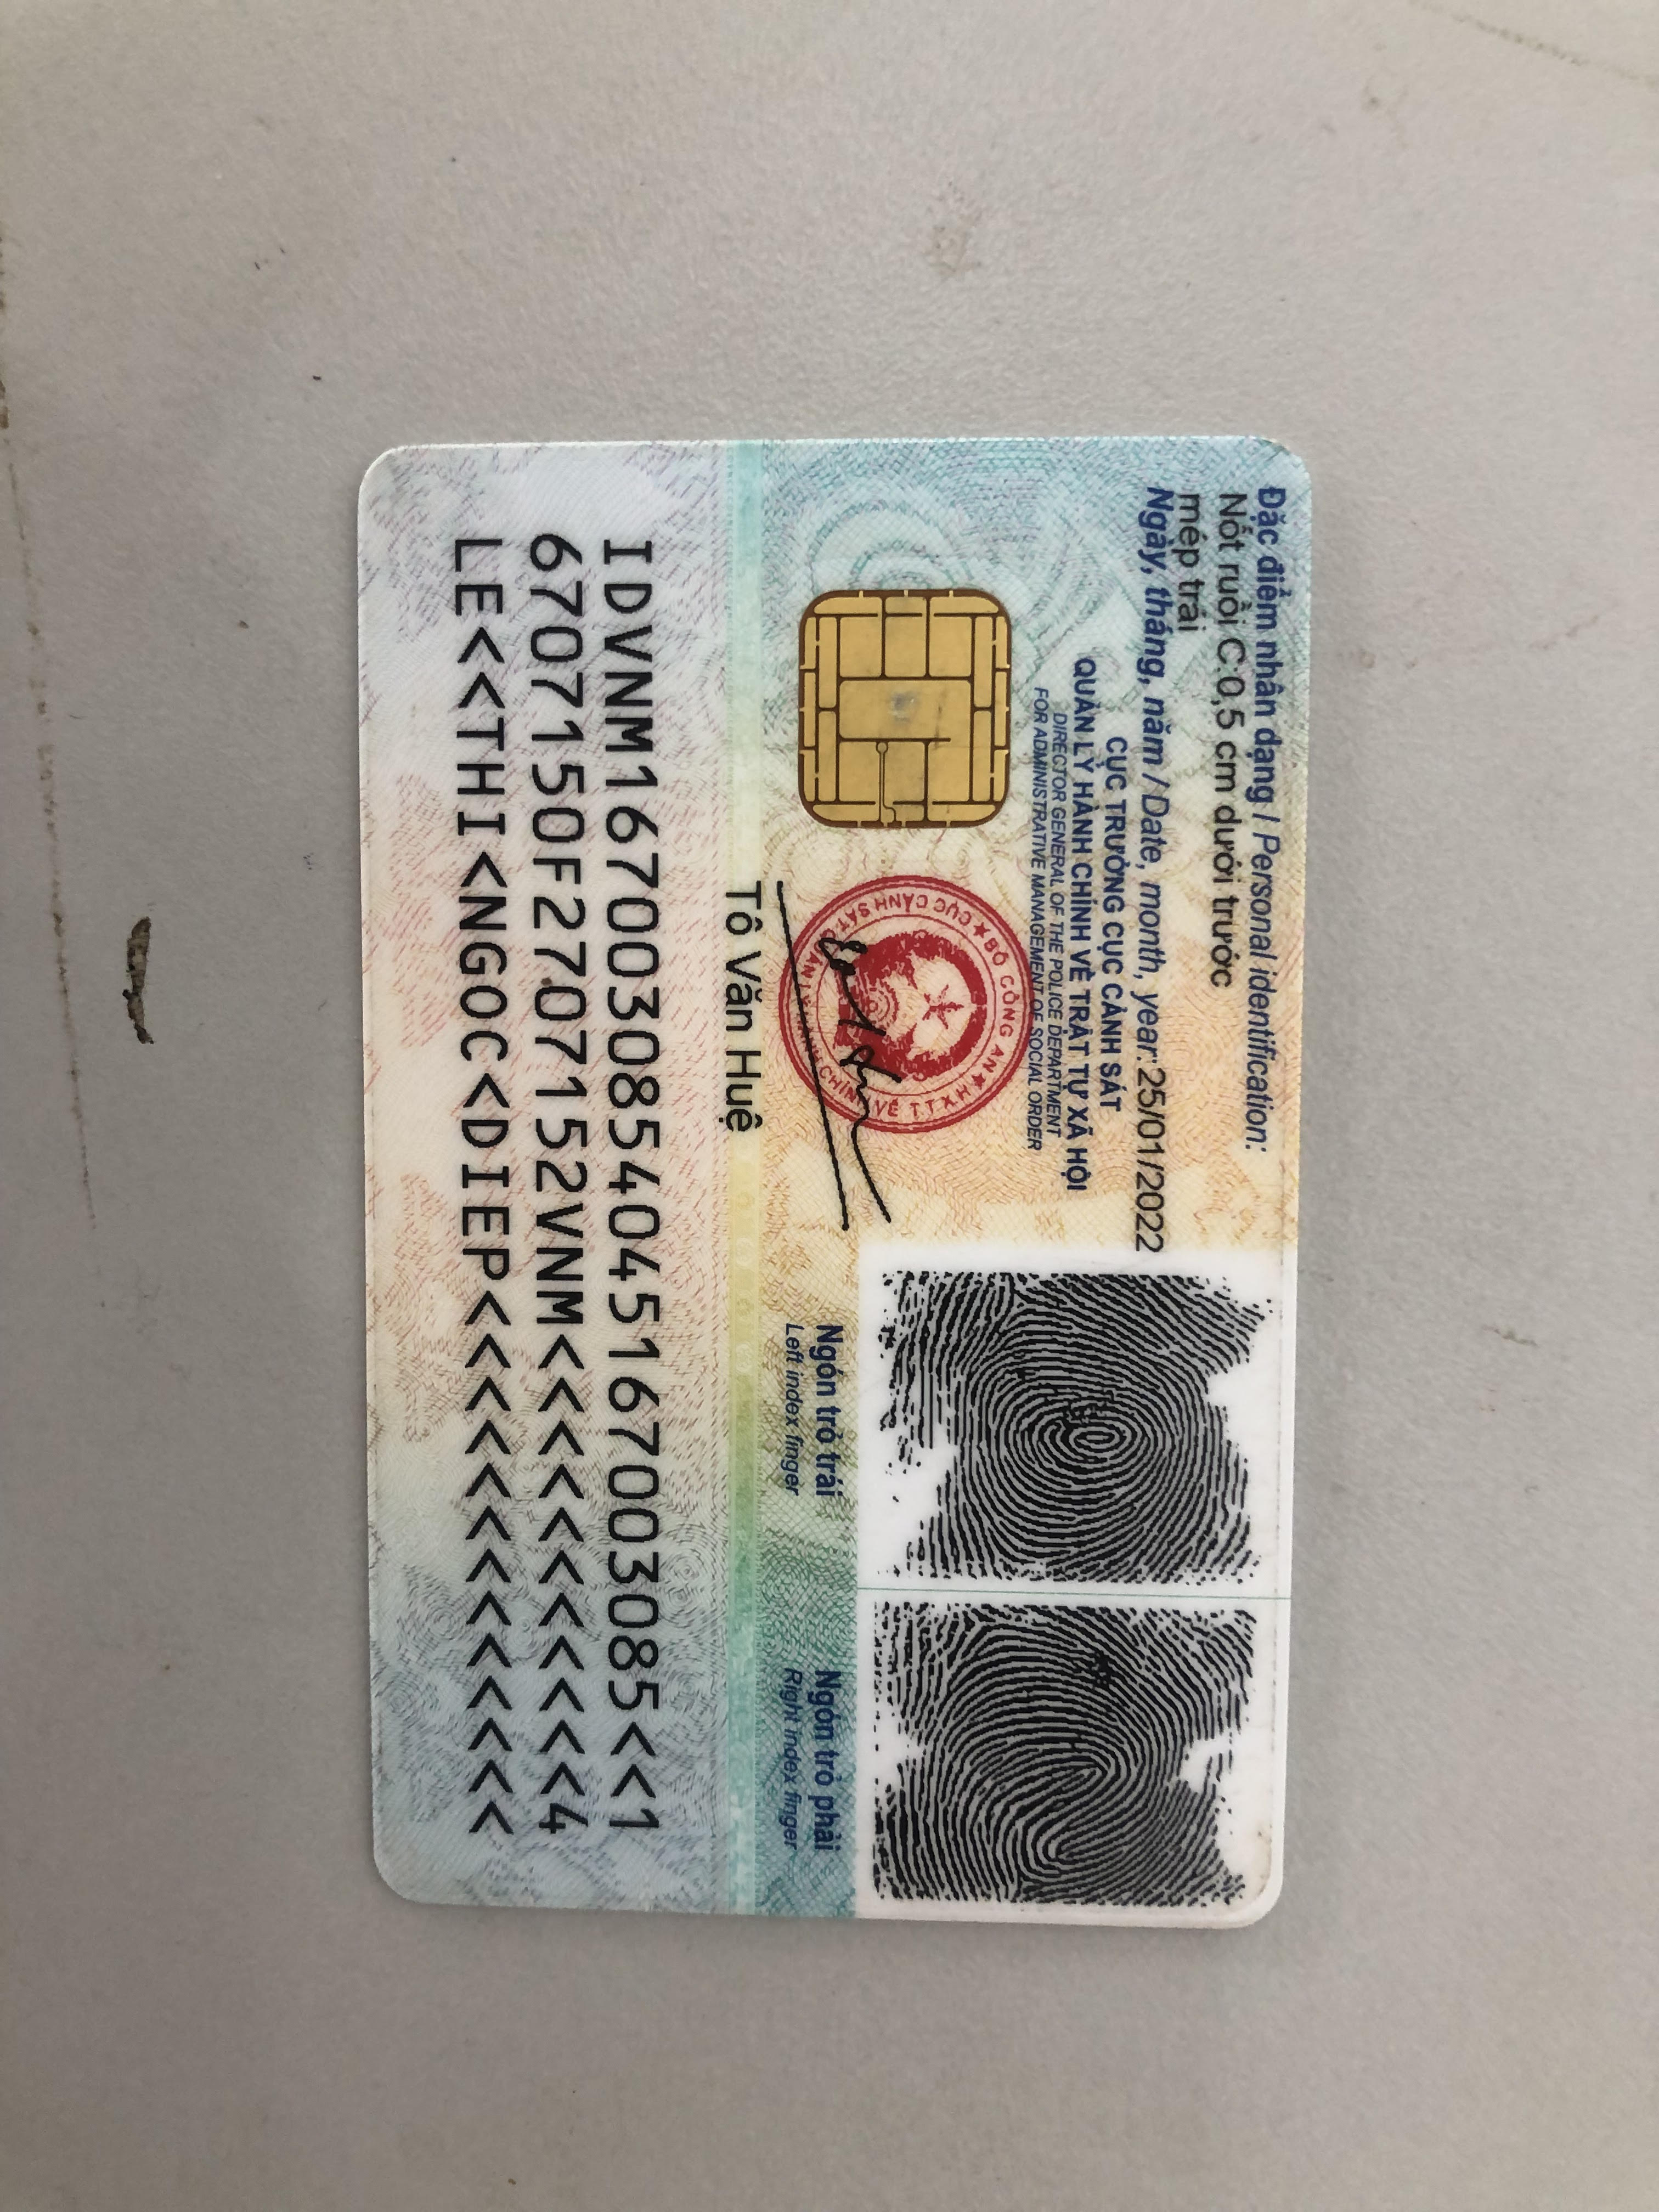 Đặc điểm nhân dạng / Personal identification:
Nốt ruồi C:0,5 cm dưới trước
mép trái
Ngày, tháng, năm / Date, month, year: 25/01/2022
CỤC TRƯỞNG CỤC CẢNH SÁT
QUẢN LÝ HÀNH CHÍNH VỀ TRẬT TỰ XÃ HỘI
DIRECTOR GENERAL OF THE POLICE DEPARTMENT
FOR ADMINISTRATIVE MANAGEMENT OF SOCIAL ORDER
BỘ CÔNG AN
CỤC CẢNH SÁT QUẢN LÝ HÀNH CHÍNH VỀ TTXH
Tô Văn Huệ
Ngón trỏ trái
Left index finger
Ngón trỏ phải
Right index finger
IDVNM1670030854045167003085<<1
6707150F2707152VNM<<<<<<<<<<<4
LE<<THI<NGOC<DIEP<<<<<<<<<<<<<